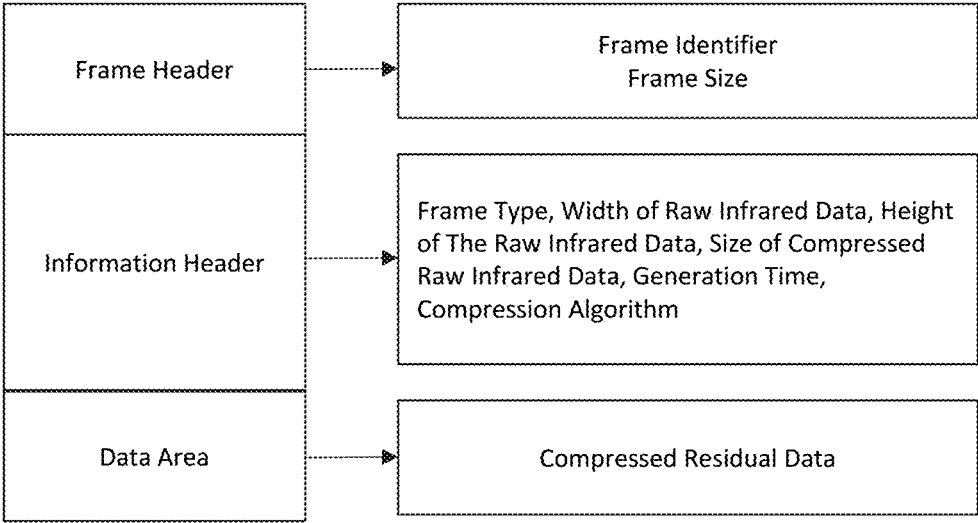 Frame Header
Frame Identifier
Frame Size
Information Header
Frame Type, Width of Raw Infrared Data, Height
of The Raw Infrared Data, Size of Compressed
Raw Infrared Data, Generation Time,
Compression Algorithm
Data Area
Compressed Residual Data